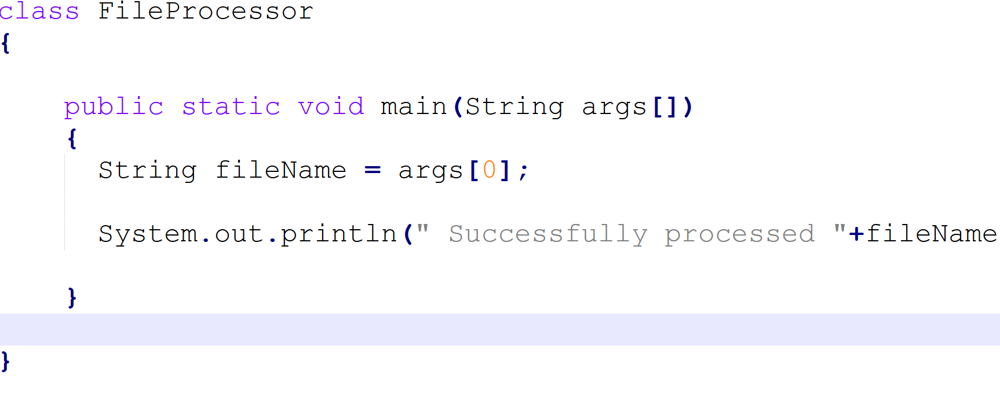 class FileProcessor
{
public static void main(String args[])
{
String fileName = args[0];
System.out.println(" Successfully processed "+fileName
}
}